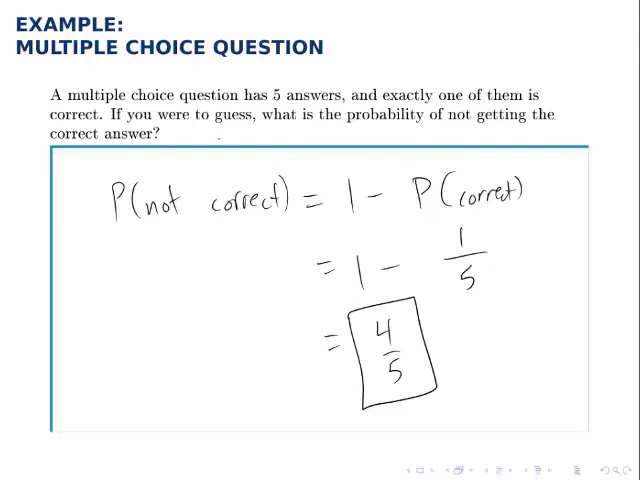 EXAMPLE:
MULTIPLE CHOICE QUESTION
A multiple choice question has 5 answers, and exactly one of them is
correct. If you were to guess, what is the probability of not getting the
correct answer?
P(not correct) = 1 - P(correct)
= 1 - 1/5
= 4/5